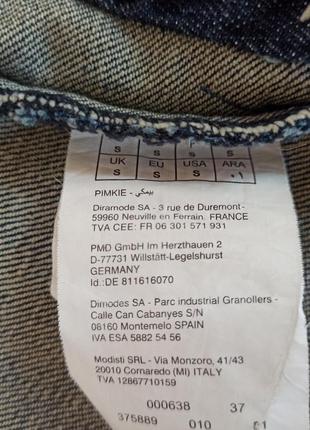 S S S
UK EU USA ARA
S S S ٠١
PIMKIE - بيمكي
Diramode SA - 3 rue de Duremont-
59960 Neuville en Ferrain. FRANCE
TVA CEE: FR 06 301 571 931
PMD GmbH Im Herzthauen 2
D-77731 Willstätt-Legelshurst
GERMANY
Id.:DE 811616070
Dimodes SA - Parc industrial Granollers -
Calle Can Cabanyes S/N
08160 Montemelo SPAIN
IVA ESA 5882 54 56
Modisti SRL - Via Monzoro, 41/43
20010 Cornaredo (MI) ITALY
TVA 12867710159
000638 37
375889 010